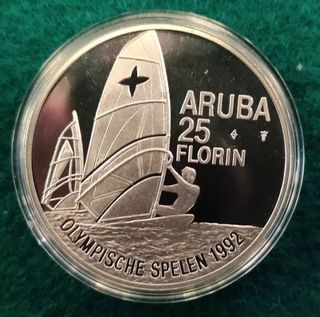 ARUBA
25
FLORIN
OLYMPISCHE SPELEN 1992